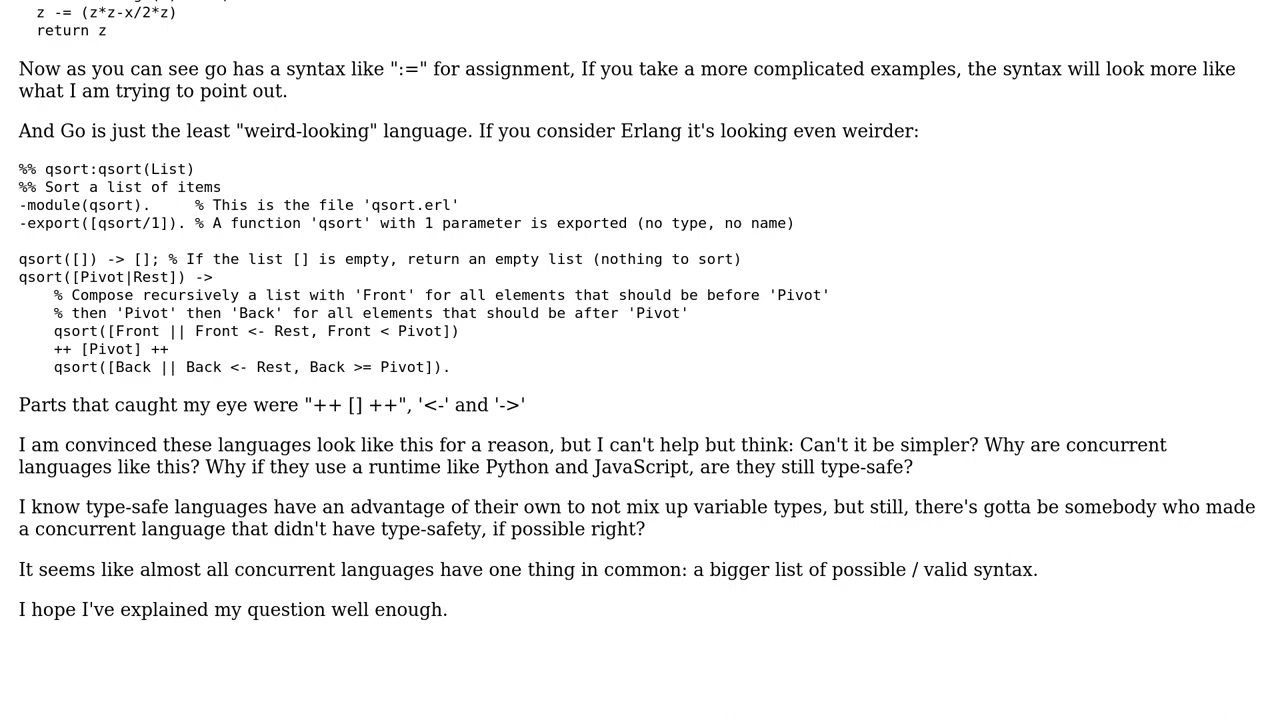 z -= (z*z-x/2*z)
return z
Now as you can see go has a syntax like ":=" for assignment, If you take a more complicated examples, the syntax will look more like
what I am trying to point out.
And Go is just the least "weird-looking" language. If you consider Erlang it's looking even weirder:
%% qsort:qsort(List)
%% Sort a list of items
-module(qsort).     % This is the file 'qsort.erl'
-export([qsort/1]). % A function 'qsort' with 1 parameter is exported (no type, no name)
qsort([]) -> []; % If the list [] is empty, return an empty list (nothing to sort)
qsort([Pivot|Rest]) ->
    % Compose recursively a list with 'Front' for all elements that should be before 'Pivot'
    % then 'Pivot' then 'Back' for all elements that should be after 'Pivot'
    qsort([Front || Front <- Rest, Front < Pivot])
    ++ [Pivot] ++
    qsort([Back || Back <- Rest, Back >= Pivot]).
Parts that caught my eye were "++ [] ++", '<-' and '->'
I am convinced these languages look like this for a reason, but I can't help but think: Can't it be simpler? Why are concurrent
languages like this? Why if they use a runtime like Python and JavaScript, are they still type-safe?
I know type-safe languages have an advantage of their own to not mix up variable types, but still, there's gotta be somebody who made
a concurrent language that didn't have type-safety, if possible right?
It seems like almost all concurrent languages have one thing in common: a bigger list of possible / valid syntax.
I hope I've explained my question well enough.